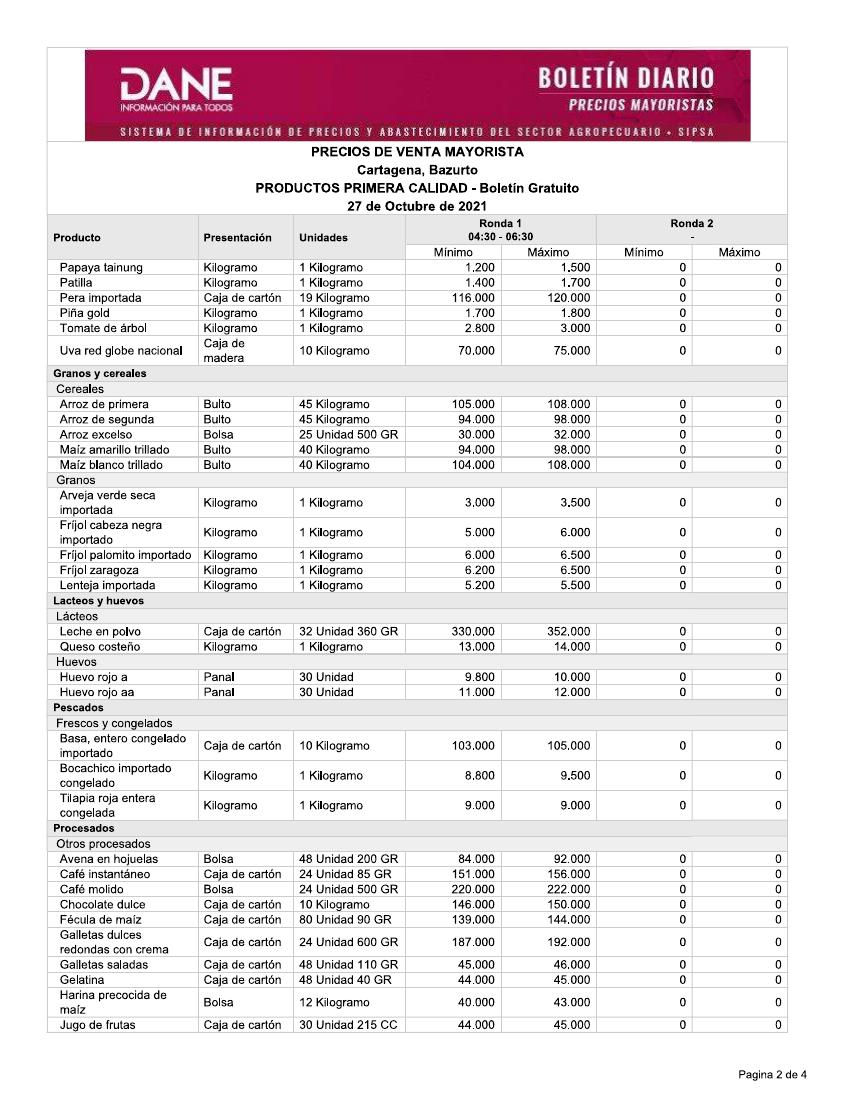 DANE
INFORMACIÓN PARA TODOS
BOLETÍN DIARIO
PRECIOS MAYORISTAS
SISTEMA DE INFORMACIÓN DE PRECIOS Y ABASTECIMIENTO DEL SECTOR AGROPECUARIO • SIPSA
PRECIOS DE VENTA MAYORISTA
Cartagena, Bazurto
PRODUCTOS PRIMERA CALIDAD - Boletín Gratuito
27 de Octubre de 2021
Producto Presentación Unidades Ronda 1 04:30 - 06:30 Ronda 2 -
Mínimo Máximo Mínimo Máximo
Papaya tainung Kilogramo 1 Kilogramo 1.200 1.500 0 0
Patilla Kilogramo 1 Kilogramo 1.400 1.700 0 0
Pera importada Caja de cartón 19 Kilogramo 116.000 120.000 0 0
Piña gold Kilogramo 1 Kilogramo 1.700 1.800 0 0
Tomate de árbol Kilogramo 1 Kilogramo 2.800 3.000 0 0
Uva red globe nacional Caja de madera 10 Kilogramo 70.000 75.000 0 0
Granos y cereales
Cereales
Arroz de primera Bulto 45 Kilogramo 105.000 108.000 0 0
Arroz de segunda Bulto 45 Kilogramo 94.000 98.000 0 0
Arroz excelso Bolsa 25 Unidad 500 GR 30.000 32.000 0 0
Maíz amarillo trillado Bulto 40 Kilogramo 94.000 98.000 0 0
Maíz blanco trillado Bulto 40 Kilogramo 104.000 108.000 0 0
Granos
Arveja verde seca importada Kilogramo 1 Kilogramo 3.000 3.500 0 0
Fríjol cabeza negra importado Kilogramo 1 Kilogramo 5.000 6.000 0 0
Fríjol palomito importado Kilogramo 1 Kilogramo 6.000 6.500 0 0
Fríjol zaragoza Kilogramo 1 Kilogramo 6.200 6.500 0 0
Lenteja importada Kilogramo 1 Kilogramo 5.200 5.500 0 0
Lacteos y huevos
Lácteos
Leche en polvo Caja de cartón 32 Unidad 360 GR 330.000 352.000 0 0
Queso costeño Kilogramo 1 Kilogramo 13.000 14.000 0 0
Huevos
Huevo rojo a Panal 30 Unidad 9.800 10.000 0 0
Huevo rojo aa Panal 30 Unidad 11.000 12.000 0 0
Pescados
Frescos y congelados
Basa, entero congelado importado Caja de cartón 10 Kilogramo 103.000 105.000 0 0
Bocachico importado congelado Kilogramo 1 Kilogramo 8.800 9.500 0 0
Tilapia roja entera congelada Kilogramo 1 Kilogramo 9.000 9.000 0 0
Procesados
Otros procesados
Avena en hojuelas Bolsa 48 Unidad 200 GR 84.000 92.000 0 0
Café instantáneo Caja de cartón 24 Unidad 85 GR 151.000 156.000 0 0
Café molido Bolsa 24 Unidad 500 GR 220.000 222.000 0 0
Chocolate dulce Caja de cartón 10 Kilogramo 146.000 150.000 0 0
Fécula de maíz Caja de cartón 80 Unidad 90 GR 139.000 144.000 0 0
Galletas dulces redondas con crema Caja de cartón 24 Unidad 600 GR 187.000 192.000 0 0
Galletas saladas Caja de cartón 48 Unidad 110 GR 45.000 46.000 0 0
Gelatina Caja de cartón 48 Unidad 40 GR 44.000 45.000 0 0
Harina precocida de maíz Bolsa 12 Kilogramo 40.000 43.000 0 0
Jugo de frutas Caja de cartón 30 Unidad 215 CC 44.000 45.000 0 0
Pagina 2 de 4